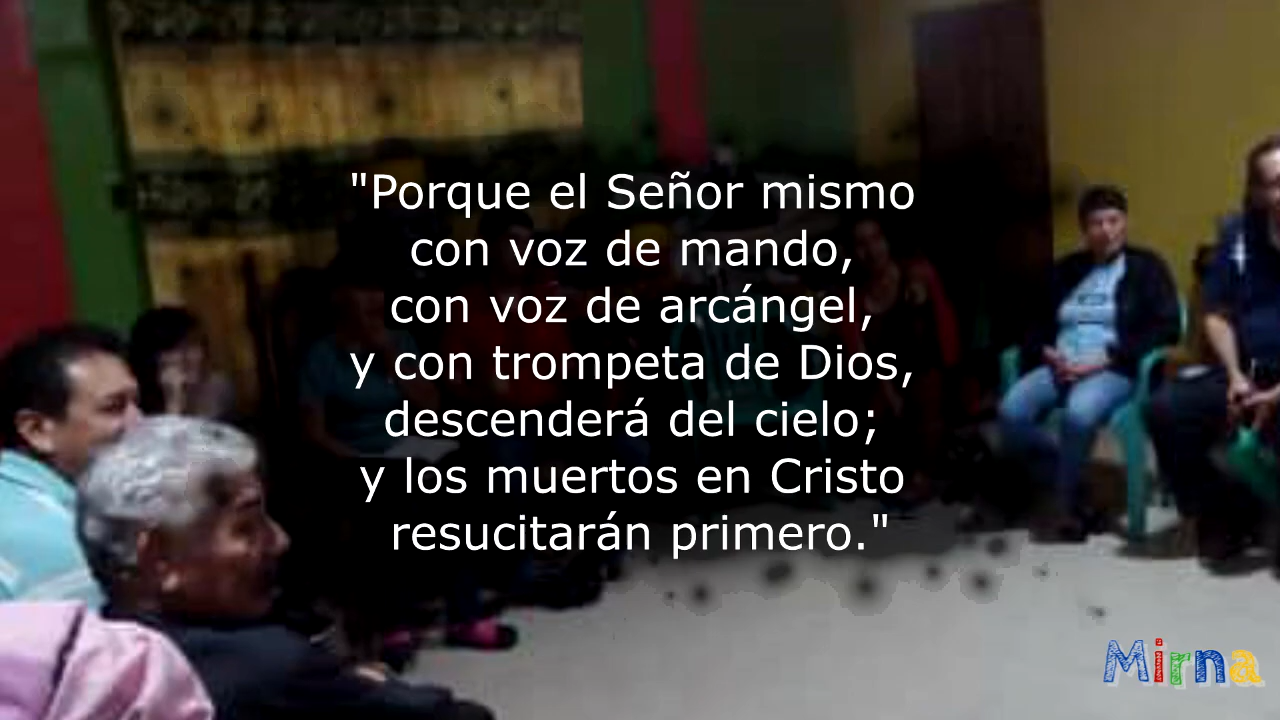 "Porque el Señor mismo
con voz de mando,
con voz de arcángel,
y con trompeta de Dios,
descenderá del cielo;
y los muertos en Cristo
resucitarán primero."
Mirna